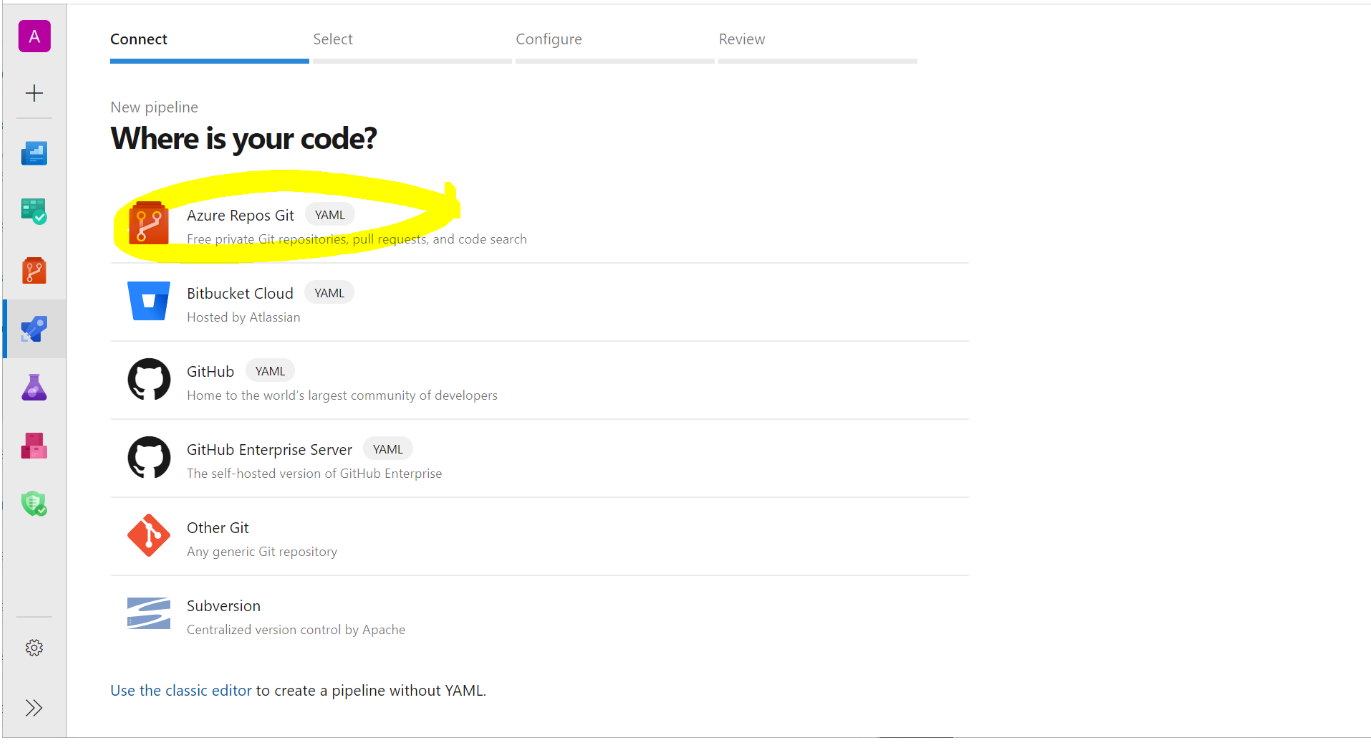 A
Connect
Select
Configure
Review
New pipeline
Where is your code?
Azure Repos Git YAML
Free private Git repositories, pull requests, and code search
Bitbucket Cloud YAML
Hosted by Atlassian
GitHub YAML
Home to the world's largest community of developers
GitHub Enterprise Server YAML
The self-hosted version of GitHub Enterprise
Other Git
Any generic Git repository
Subversion
Centralized version control by Apache
Use the classic editor to create a pipeline without YAML.